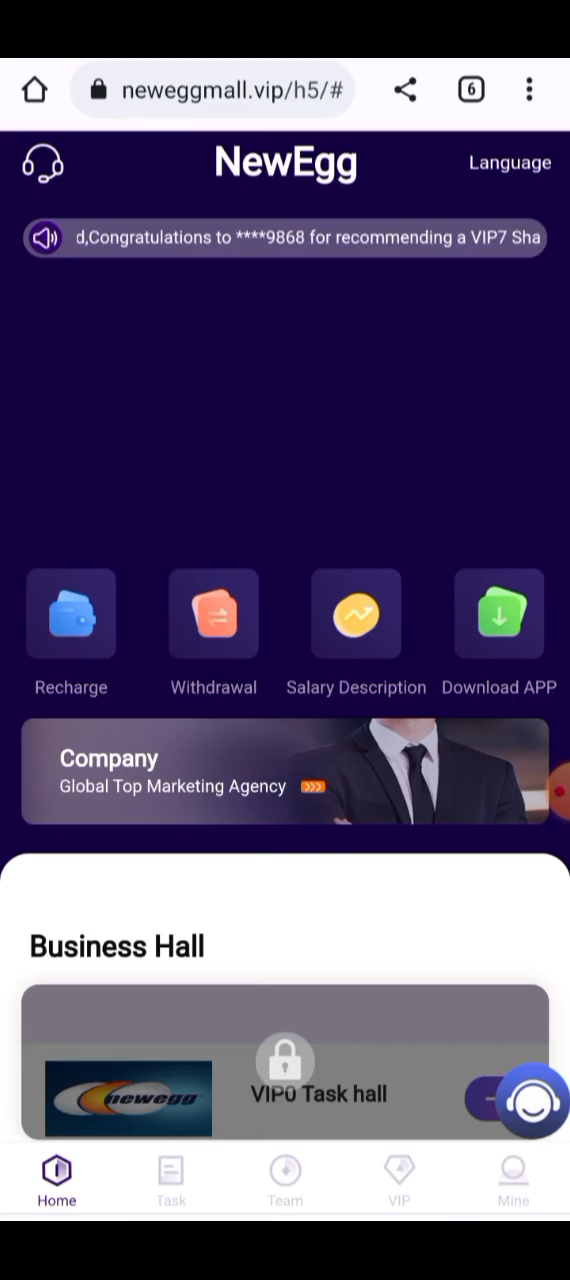 neweggmall.vip/h5/#
6
NewEgg
Language
d,Congratulations to ****9868 for recommending a VIP7 Sha
Recharge
Withdrawal
Salary Description
Download APP
Company
Global Top Marketing Agency
Business Hall
newegg
VIP0 Task hall
Home
Task
Team
VIP
Mine